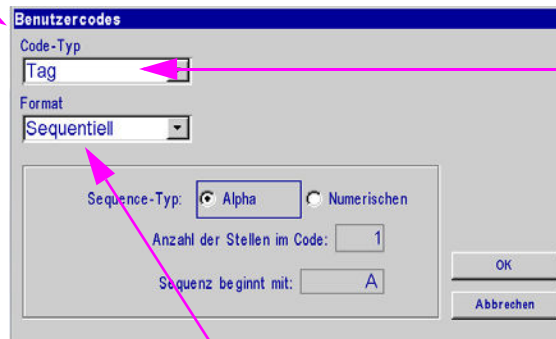 Benutzercodes
Code-Typ
Tag
Format
Sequentiell
Sequence-Typ: Alpha Numerischen
Anzahl der Stellen im Code: 1
Sequenz beginnt mit: A
OK
Abbrechen